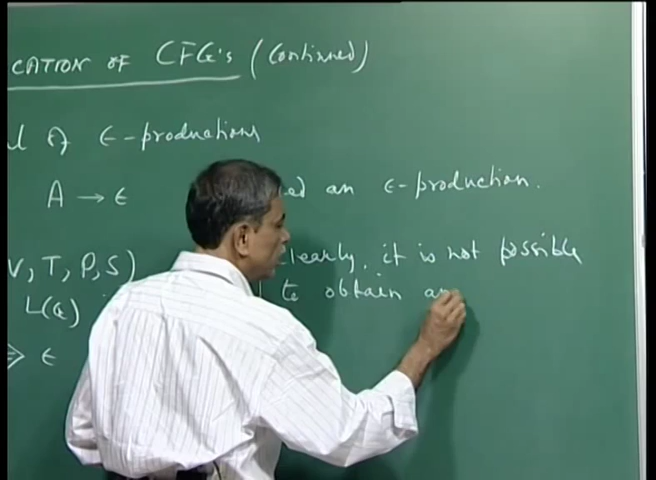 CATION OF CFG's (Continued)
l of ϵ-productions
A → ϵ ed an ϵ-production.
V, T, P, S) clearly, it is not possible
L(G) to obtain an
⇒ ϵ